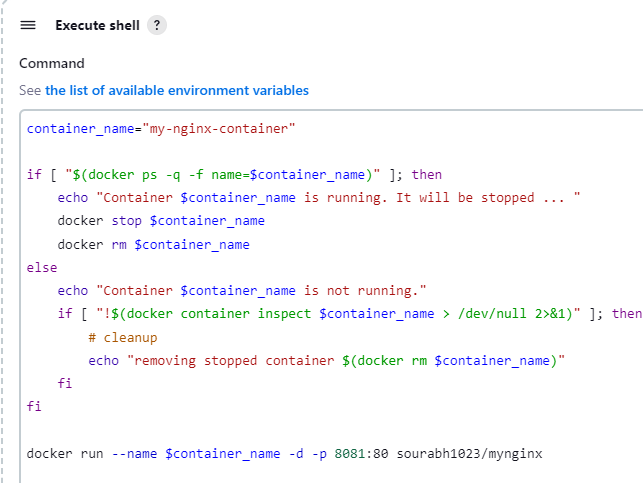 Execute shell ?
Command
See the list of available environment variables
container_name="my-nginx-container"
if [ "$(docker ps -q -f name=$container_name)" ]; then
    echo "Container $container_name is running. It will be stopped ... "
    docker stop $container_name
    docker rm $container_name
else
    echo "Container $container_name is not running."
    if [ "!$(docker container inspect $container_name > /dev/null 2>&1)" ]; then
        # cleanup
        echo "removing stopped container $(docker rm $container_name)"
    fi
fi
docker run --name $container_name -d -p 8081:80 sourabh1023/mynginx